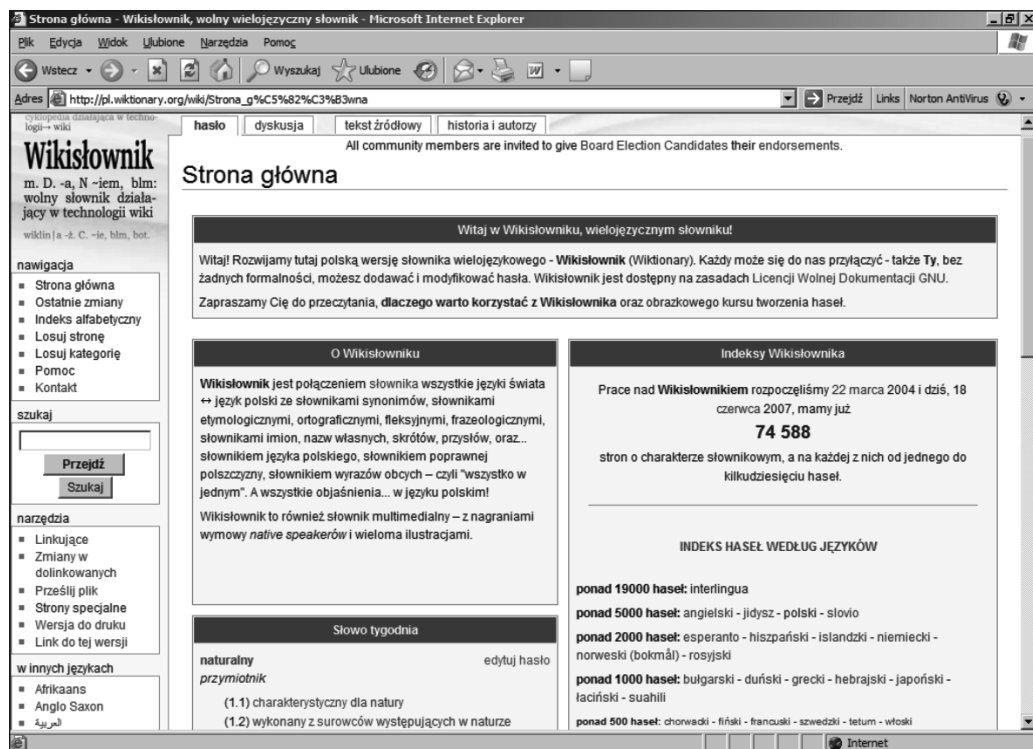 Strona główna - Wikisłownik, wolny wielojęzyczny słownik - Microsoft Internet Explorer
Plik Edycja Widok Ulubione Narzędzia Pomoc
Wstecz Wyszukaj Ulubione
Adres http://pl.wiktionary.org/wiki/Strona_g%C5%82%C3%B3wna Przejdź Links Norton AntiVirus
cyklopedia działająca w techno-
logii→ wiki
Wikisłownik
m. D. -a, N ~iem, blm:
wolny słownik działa-
jący w technologii wiki
wiklin|a -ż. C. ~ie, blm, bot.
nawigacja
Strona główna
Ostatnie zmiany
Indeks alfabetyczny
Losuj stronę
Losuj kategorię
Pomoc
Kontakt
szukaj
Przejdź
Szukaj
narzędzia
Linkujące
Zmiany w
dolinkowanych
Prześlij plik
Strony specjalne
Wersja do druku
Link do tej wersji
w innych językach
Afrikaans
Anglo Saxon
العربية
hasło dyskusja tekst źródłowy historia i autorzy
All community members are invited to give Board Election Candidates their endorsements.
Strona główna
Witaj w Wikisłowniku, wielojęzycznym słowniku!
Witaj! Rozwijamy tutaj polską wersję słownika wielojęzykowego - Wikisłownik (Wiktionary). Każdy może się do nas przyłączyć - także Ty, bez
żadnych formalności, możesz dodawać i modyfikować hasła. Wikisłownik jest dostępny na zasadach Licencji Wolnej Dokumentacji GNU.
Zapraszamy Cię do przeczytania, dlaczego warto korzystać z Wikisłownika oraz obrazkowego kursu tworzenia haseł.
O Wikisłowniku
Wikisłownik jest połączeniem słownika wszystkie języki świata
↔ język polski ze słownikami synonimów, słownikami
etymologicznymi, ortograficznymi, fleksyjnymi, frazeologicznymi,
słownikami imion, nazw własnych, skrótów, przysłów, oraz...
słownikiem języka polskiego, słownikiem poprawnej
polszczyzny, słownikiem wyrazów obcych – czyli "wszystko w
jednym". A wszystkie objaśnienia... w języku polskim!
Wikisłownik to również słownik multimedialny – z nagraniami
wymowy native speakerów i wieloma ilustracjami.
Słowo tygodnia
naturalny edytuj hasło
przymiotnik
(1.1) charakterystyczny dla natury
(1.2) wykonany z surowców występujących w naturze
Indeksy Wikisłownika
Prace nad Wikisłownikiem rozpoczęliśmy 22 marca 2004 i dziś, 18
czerwca 2007, mamy już
74 588
stron o charakterze słownikowym, a na każdej z nich od jednego do
kilkudziesięciu haseł.
INDEKS HASEŁ WEDŁUG JĘZYKÓW
ponad 19000 haseł: interlingua
ponad 5000 haseł: angielski - jidysz - polski - slovio
ponad 2000 haseł: esperanto - hiszpański - islandzki - niemiecki -
norweski (bokmål) - rosyjski
ponad 1000 haseł: bułgarski - duński - grecki - hebrajski - japoński -
łaciński - suahili
ponad 500 haseł: chorwacki - fiński - francuski - szwedzki - tetum - włoski
Internet